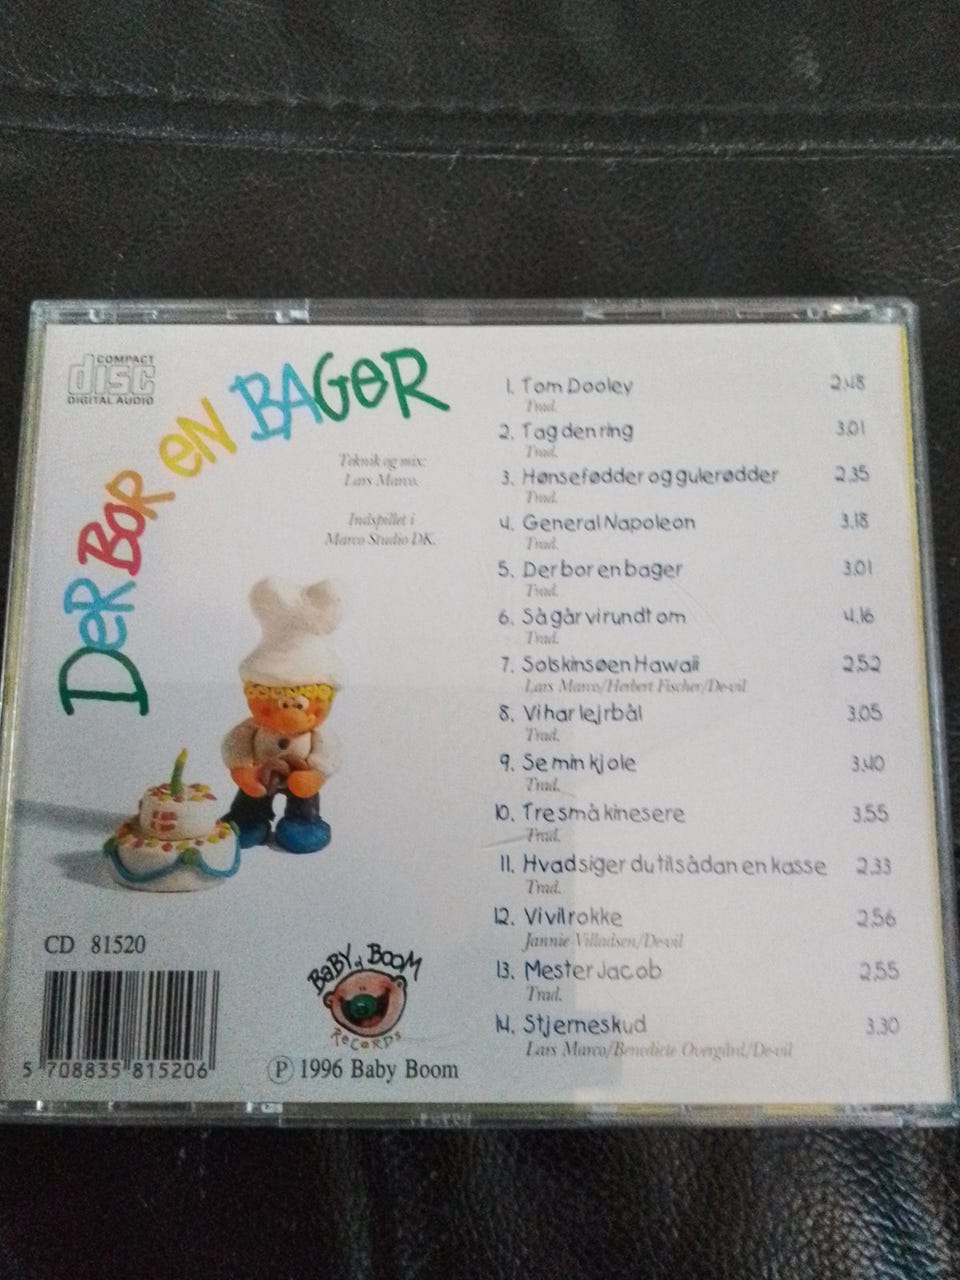 COMPACT
disc
DIGITAL AUDIO
DER BOR EN BAGER
Teknik og mix:
Lars Marco.
Indspillet i
Marco Studio DK.
1. Tom Dooley 2.48
Trad.
2. Tag den ring 3.01
Trad.
3. Hønsefødder og gulerødder 2.35
Trad.
4. General Napoleon 3.18
Trad.
5. Der bor en bager 3.01
Trad.
6. Så går vi rundt om 4.16
Trad.
7. Solskinsøen Hawaii 2.52
Lars Marco/Herbert Fischer/De-vil
8. Vi har lejrbål 3.05
Trad.
9. Se min kjole 3.40
Trad.
10. Tre små kinesere 3.55
Trad.
11. Hvad siger du til sådan en kasse 2.33
Trad.
12. Vi vil rokke 2.56
Jannie Villadsen/De-vil
13. Mester Jacob 2.55
Trad.
14. Stjerneskud 3.30
Lars Marco/Benedicte Overgård/De-vil
CD 81520
5 708835 815206
BABY BOOM
RECORDS
Ⓟ 1996 Baby Boom